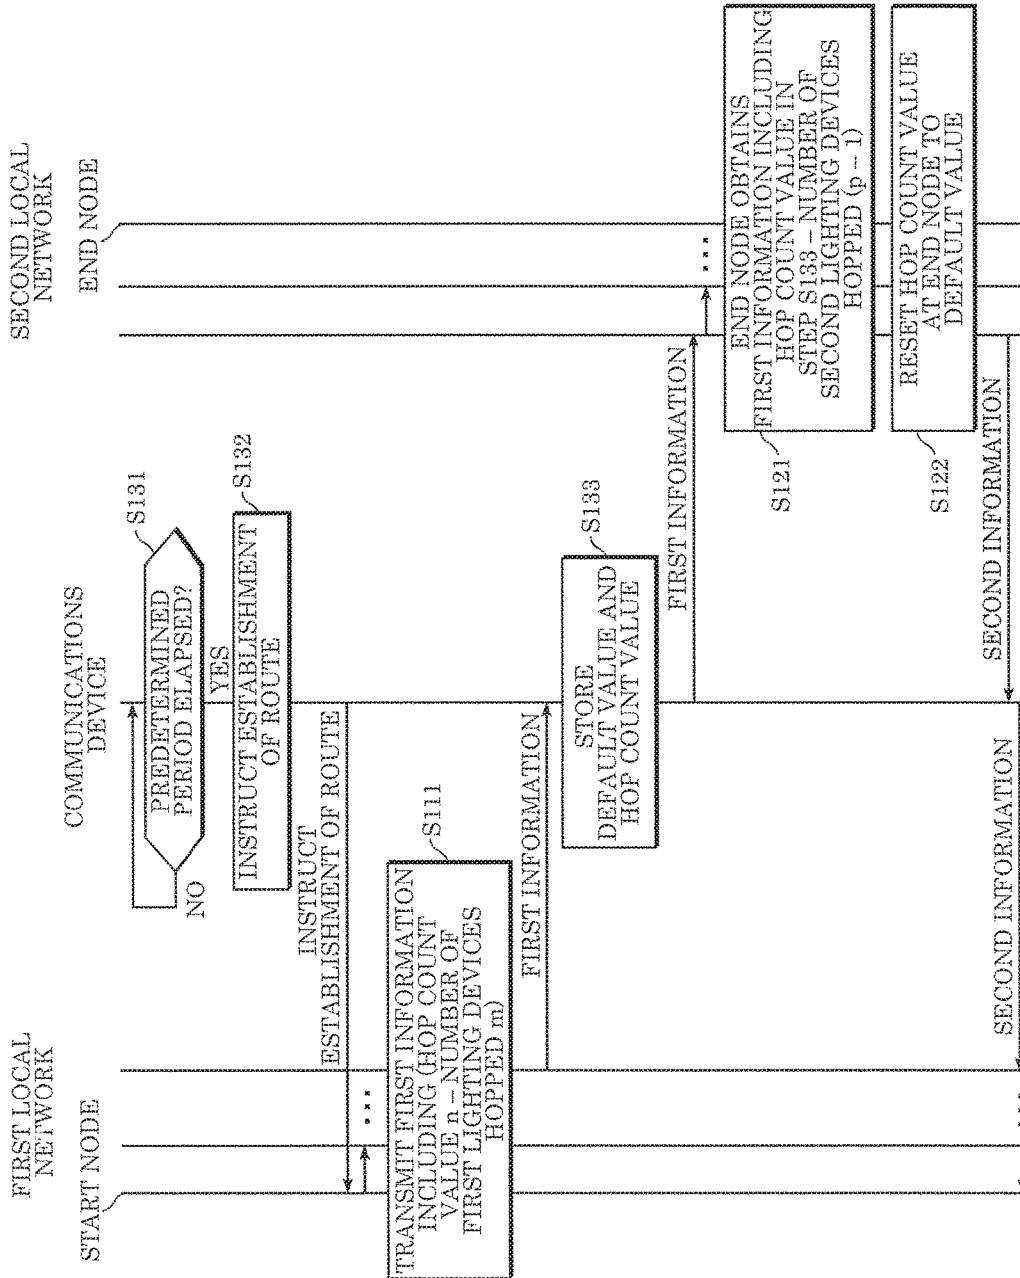 FIRST LOCAL
NETWORK
START NODE
COMMUNICATIONS
DEVICE
SECOND LOCAL
NETWORK
END NODE
S131
PREDETERMINED
PERIOD ELAPSED?
NO
YES
S132
INSTRUCT ESTABLISHMENT
OF ROUTE
INSTRUCT
ESTABLISHMENT OF ROUTE
S111
TRANSMIT FIRST INFORMATION
INCLUDING (HOP COUNT
VALUE n – NUMBER OF
FIRST LIGHTING DEVICES
HOPPED m)
FIRST INFORMATION
S133
STORE
DEFAULT VALUE AND
HOP COUNT VALUE
FIRST INFORMATION
S121
END NODE OBTAINS
FIRST INFORMATION INCLUDING
HOP COUNT VALUE IN
STEP S133 – NUMBER OF
SECOND LIGHTING DEVICES
HOPPED (p – 1)
S122
RESET HOP COUNT VALUE
AT END NODE TO
DEFAULT VALUE
SECOND INFORMATION
SECOND INFORMATION